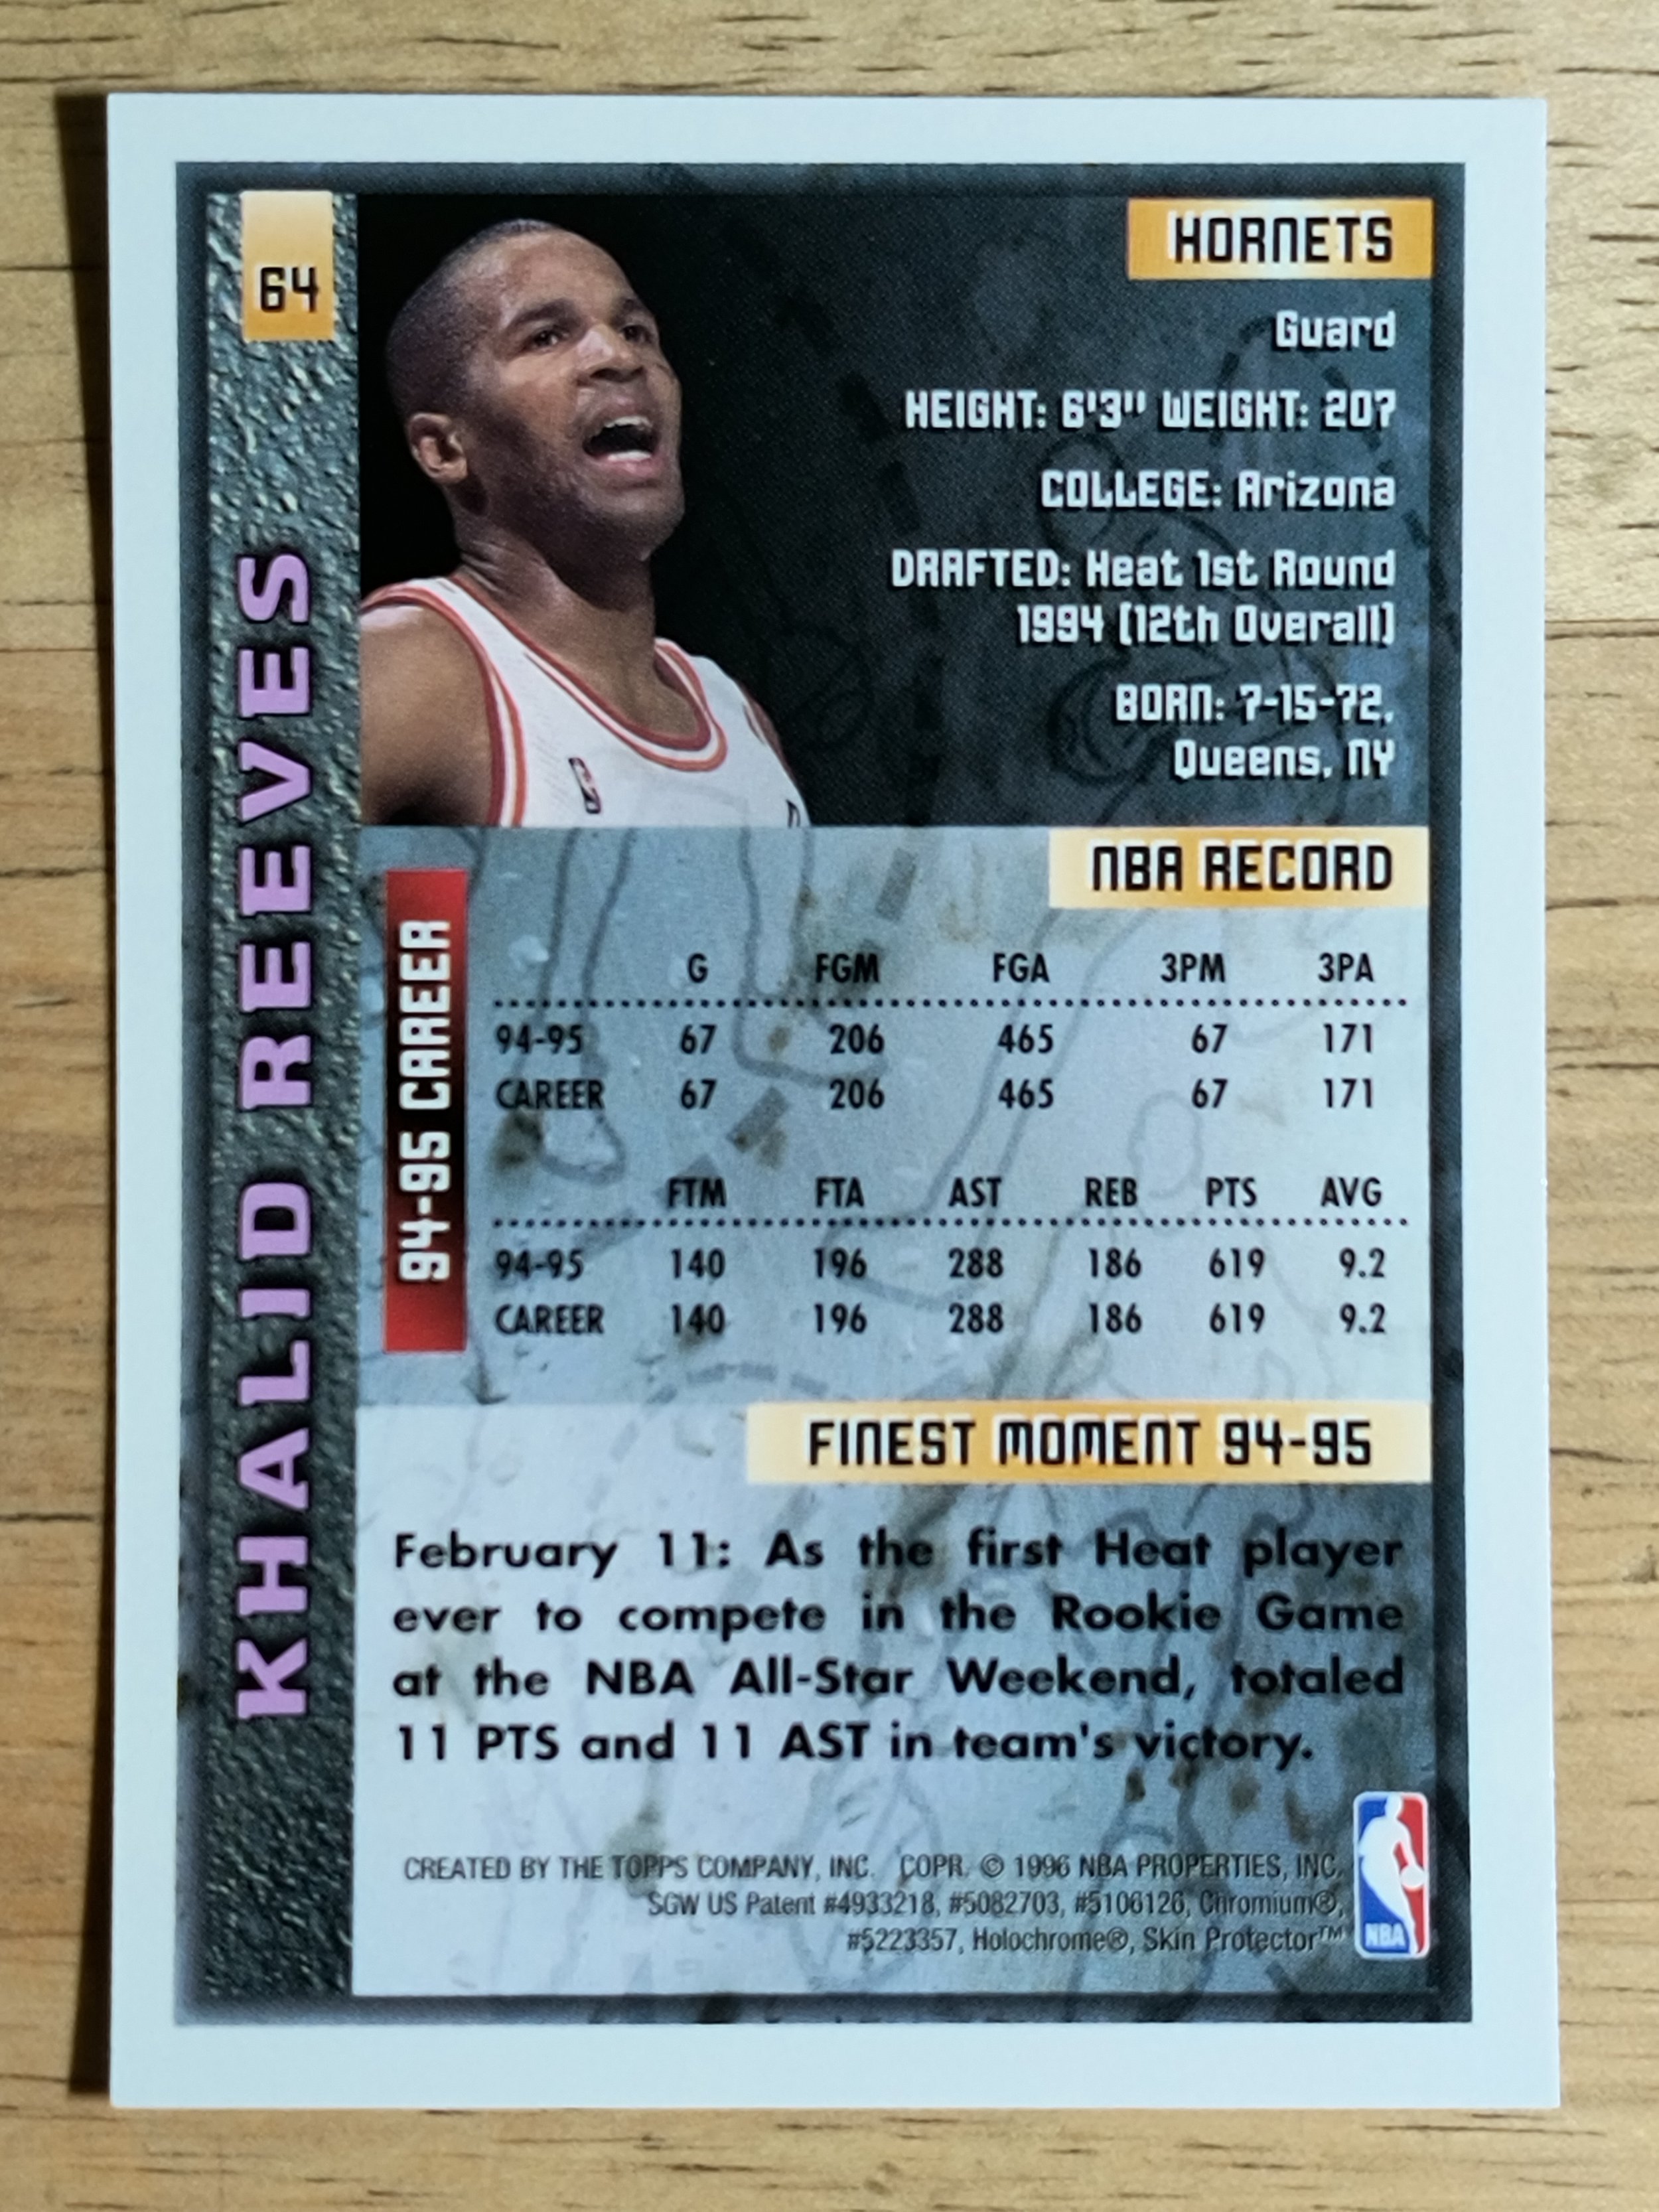 64
KHALID REEVES
HORNETS
Guard
HEIGHT: 6'3" WEIGHT: 207
COLLEGE: Arizona
DRAFTED: Heat 1st Round
1994 (12th Overall)
BORN: 7-15-72,
Queens, NY
NBA RECORD
94-95 CAREER
G FGM FGA 3PM 3PA
94-95 67 206 465 67 171
CAREER 67 206 465 67 171
FTM FTA AST REB PTS AVG
94-95 140 196 288 186 619 9.2
CAREER 140 196 288 186 619 9.2
FINEST MOMENT 94-95
February 11: As the first Heat player
ever to compete in the Rookie Game
at the NBA All-Star Weekend, totaled
11 PTS and 11 AST in team's victory.
CREATED BY THE TOPPS COMPANY, INC. COPR. © 1996 NBA PROPERTIES, INC.
SGW US Patent #4933218, #5082703, #5106126, Chromium®,
#5223357, Holochrome®, Skin Protector™
NBA